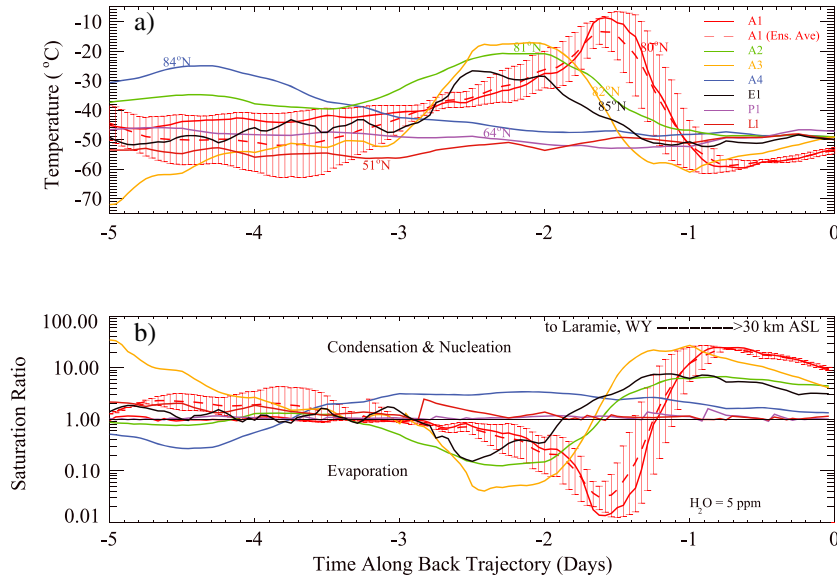 a)
-10
-20
-30
-40
-50
-60
-70
Temperature ( °C)
84°N
81°N
80°N
82°N
85°N
64°N
51°N
A1
A1 (Ens. Ave)
A2
A3
A4
E1
P1
L1
-5 -4 -3 -2 -1 0
b)
to Laramie, WY ---------->30 km ASL
100.00
10.00
1.00
0.10
0.01
Saturation Ratio
Condensation & Nucleation
Evaporation
H2O = 5 ppm
-5 -4 -3 -2 -1 0
Time Along Back Trajectory (Days)